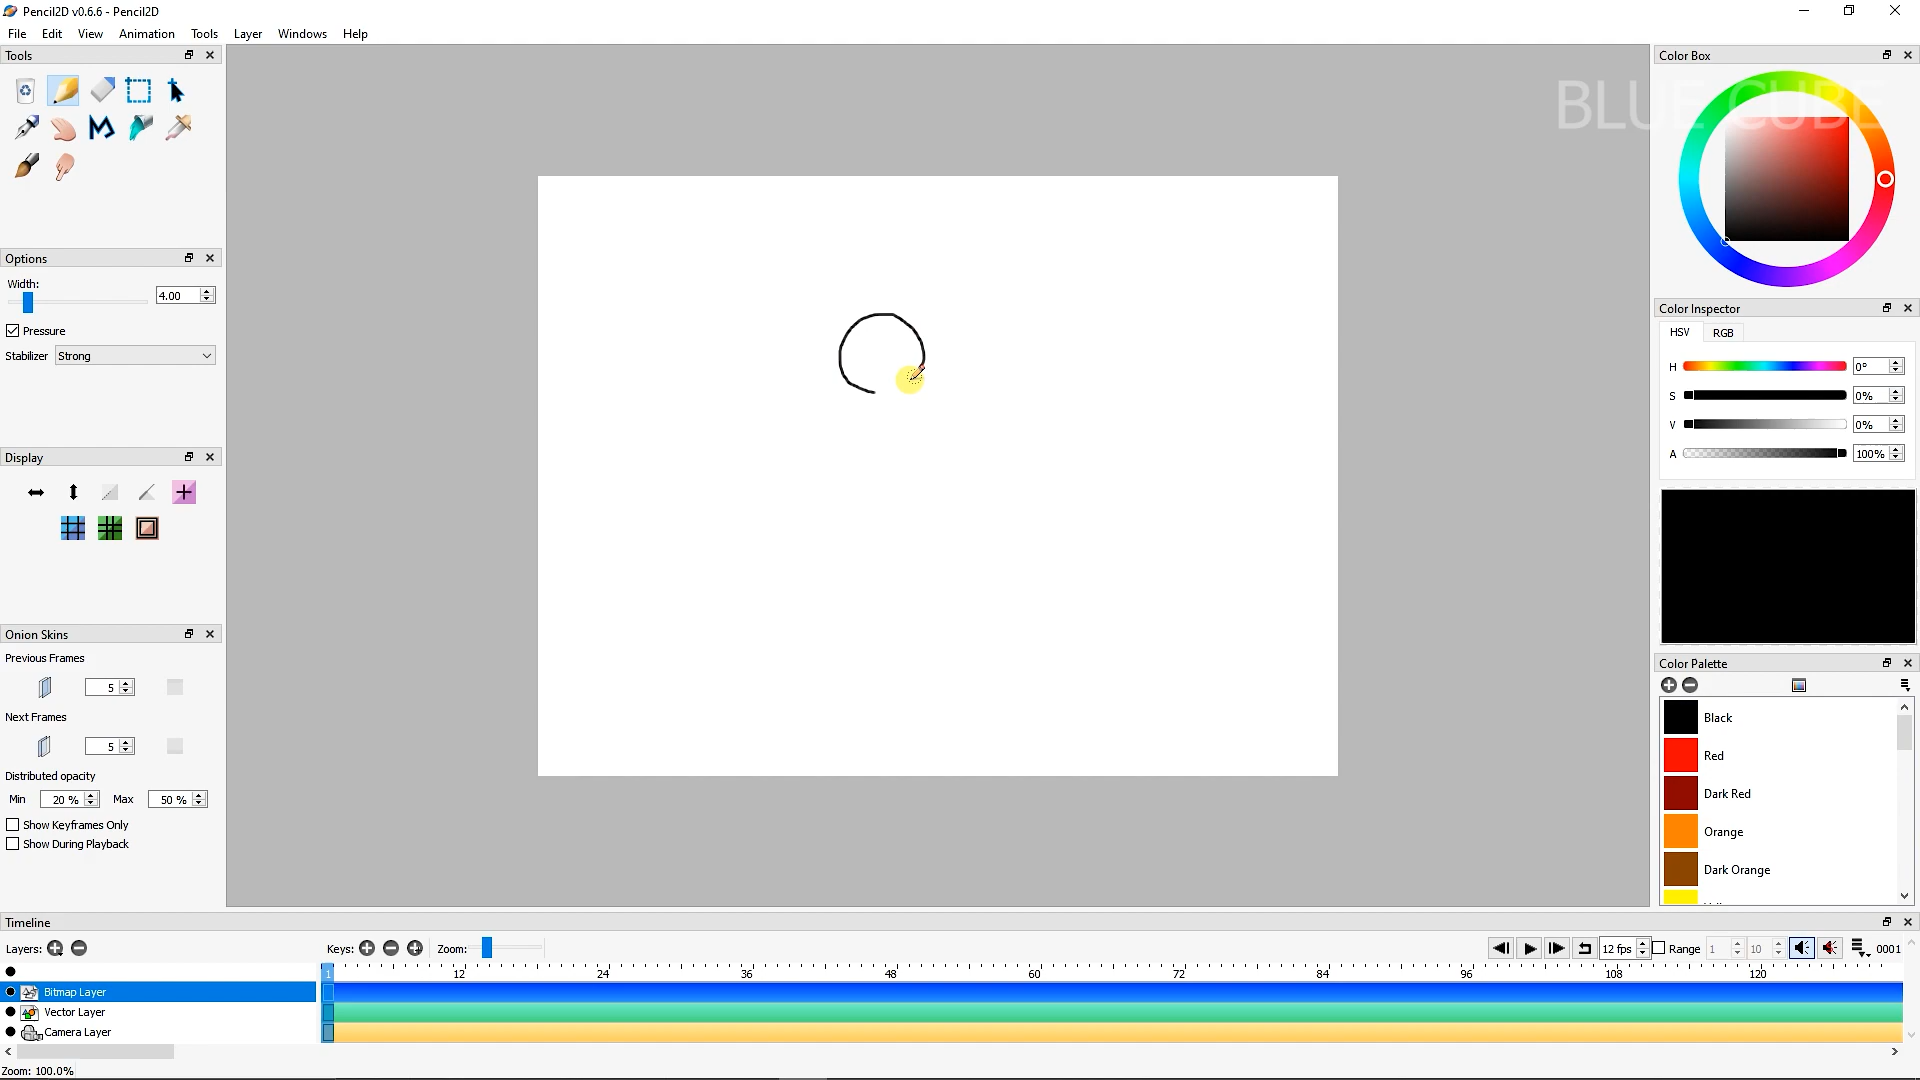 Pencil2D v0.6.6 - Pencil2D
File Edit View Animation Tools Layer Windows Help
Tools
Color Box
BLUE CUBE
Options
Width:
4.00
Pressure
Stabilizer Strong
Color Inspector
HSV RGB
H 0°
S 0%
V 0%
A 100%
Display
Onion Skins
Previous Frames
5
Next Frames
5
Distributed opacity
Min 20 % Max 50 %
Show Keyframes Only
Show During Playback
Color Palette
Black
Red
Dark Red
Orange
Dark Orange
Timeline
Layers: Keys: Zoom: 12 fps Range 1 10 0001
1 12 24 36 48 60 72 84 96 108 120
Bitmap Layer
Vector Layer
Camera Layer
Zoom: 100.0%